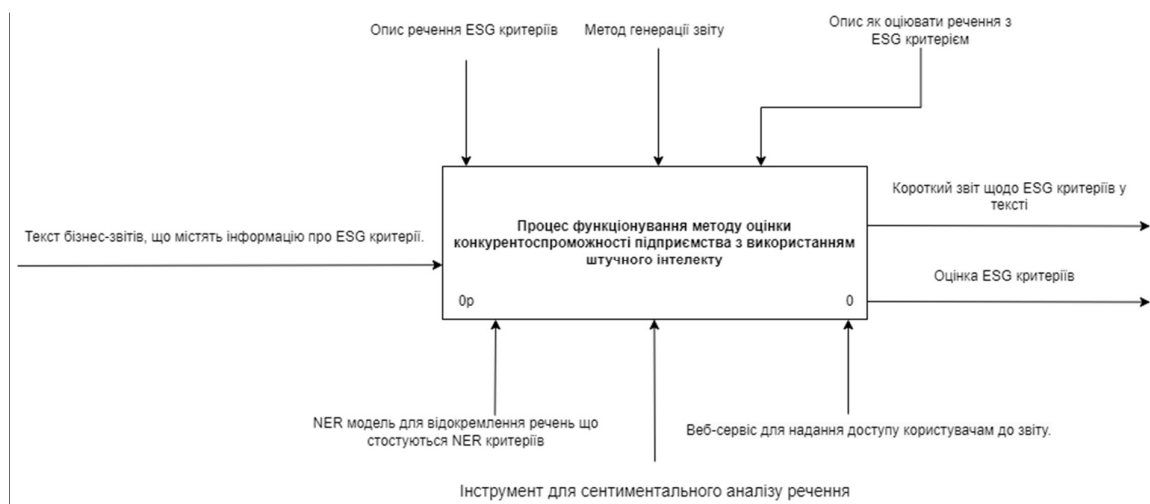 Опис речення ESG критеріїв
Метод генерації звіту
Опис як оціювати речення з
ESG критерієм
Текст бізнес-звітів, що містять інформацію про ESG критерії.
Процес функціонування методу оцінки
конкурентоспроможності підприємства з використанням
штучного інтелекту
0р
0
Короткий звіт щодо ESG критеріїв у
тексті
Оцінка ESG критеріїв
NER модель для відокремлення речень що
стостуються NER критеріїв
Веб-сервіс для надання доступу користувачам до звіту.
Інструмент для сентиментального аналізу речення